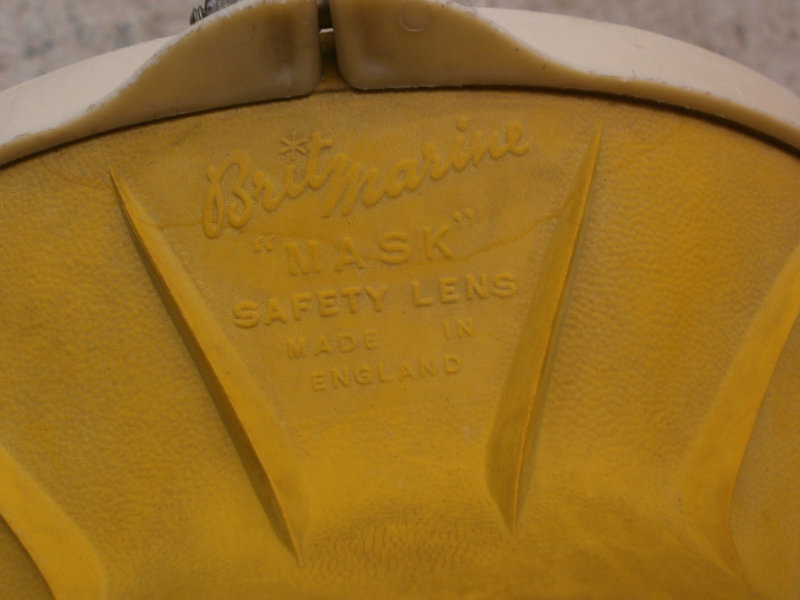 Britmarine
"MASK"
SAFETY LENS
MADE IN
ENGLAND